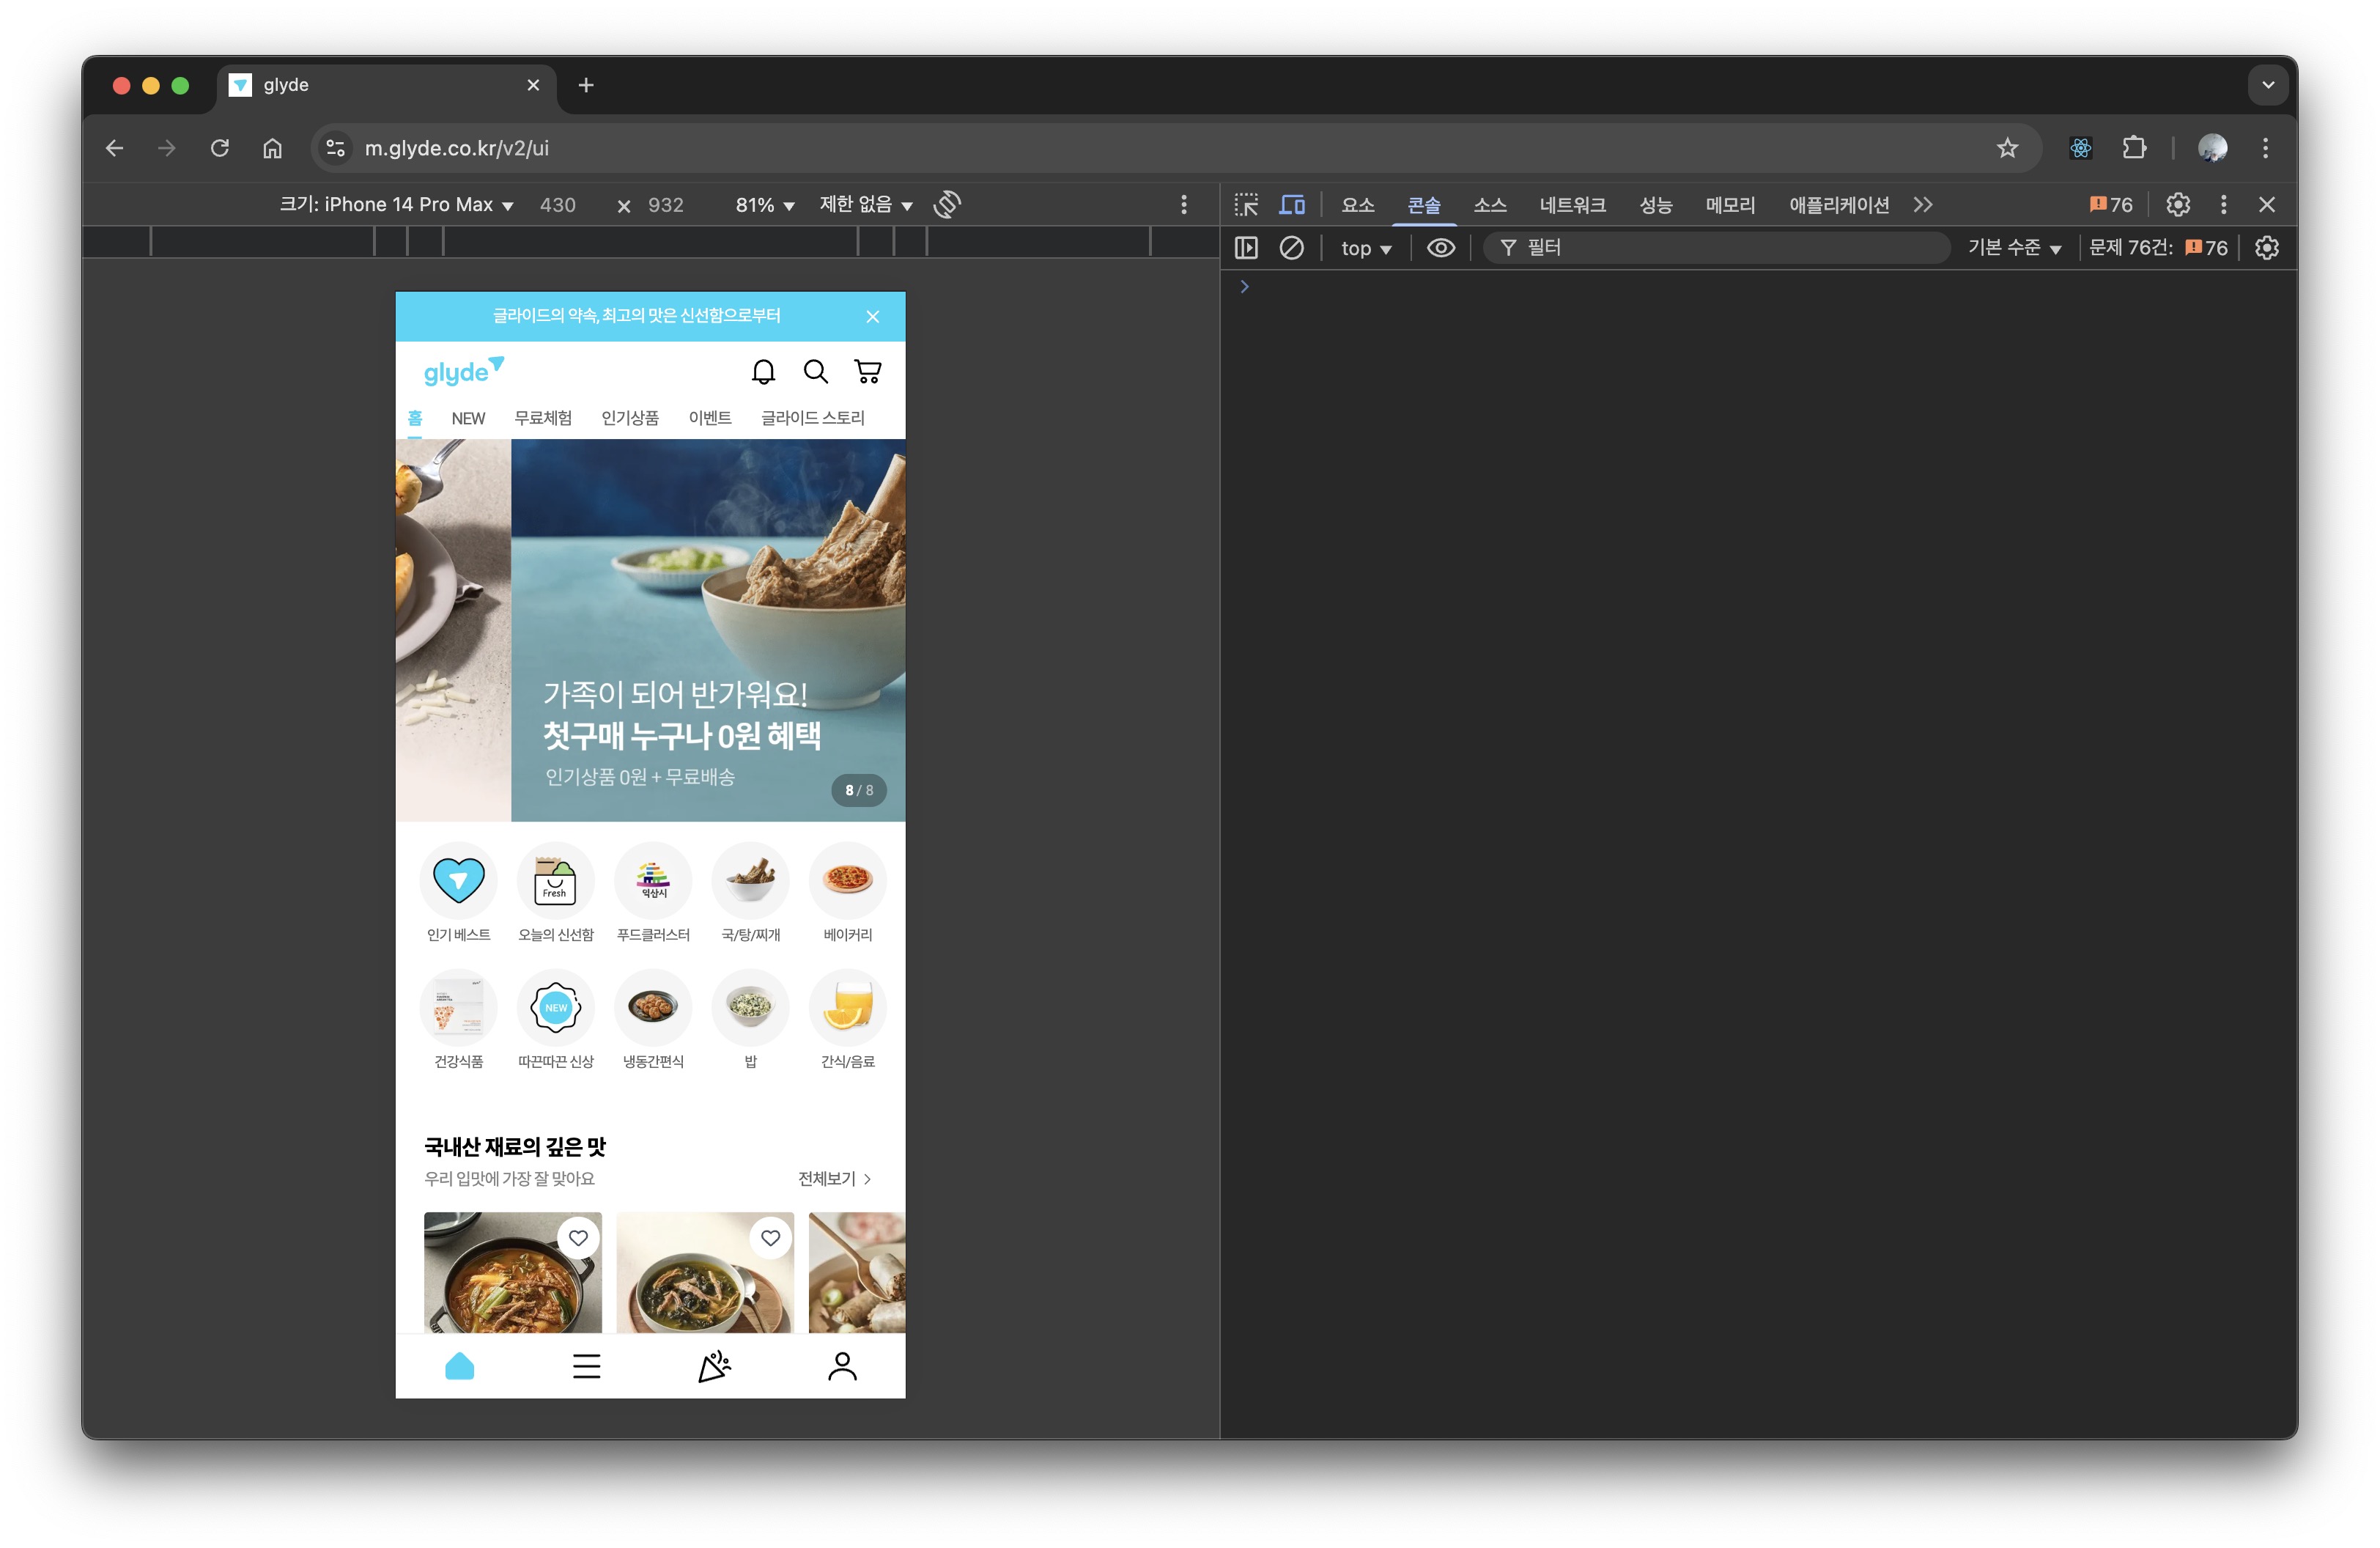 glyde
m.glyde.co.kr/v2/ui
크기: iPhone 14 Pro Max ▼ 430 × 932 81% ▼ 제한 없음 ▼
요소 콘솔 소스 네트워크 성능 메모리 애플리케이션 76
top ▼ 필터 기본 수준 ▼ 문제 76건: 76
글라이드의 약속, 최고의 맛은 신선함으로부터
glyde
홈 NEW 무료체험 인기상품 이벤트 글라이드 스토리
가족이 되어 반가워요!
첫구매 누구나 0원 혜택
인기상품 0원 + 무료배송
8 / 8
Fresh
익산시
인기 베스트 오늘의 신선함 푸드클러스터 국/탕/찌개 베이커리
NEW
건강식품 따끈따끈 신상 냉동간편식 밥 간식/음료
국내산 재료의 깊은 맛
우리 입맛에 가장 잘 맞아요 전체보기